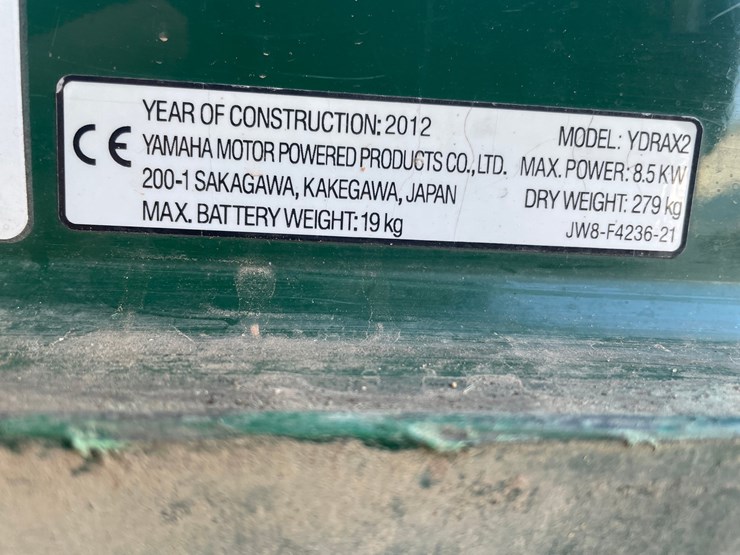 YEAR OF CONSTRUCTION: 2012
CE YAMAHA MOTOR POWERED PRODUCTS CO., LTD.
200-1 SAKAGAWA, KAKEGAWA, JAPAN
MAX. BATTERY WEIGHT: 19 kg
MODEL: YDRAX2
MAX. POWER: 8.5 KW
DRY WEIGHT: 279 kg
JW8-F4236-21